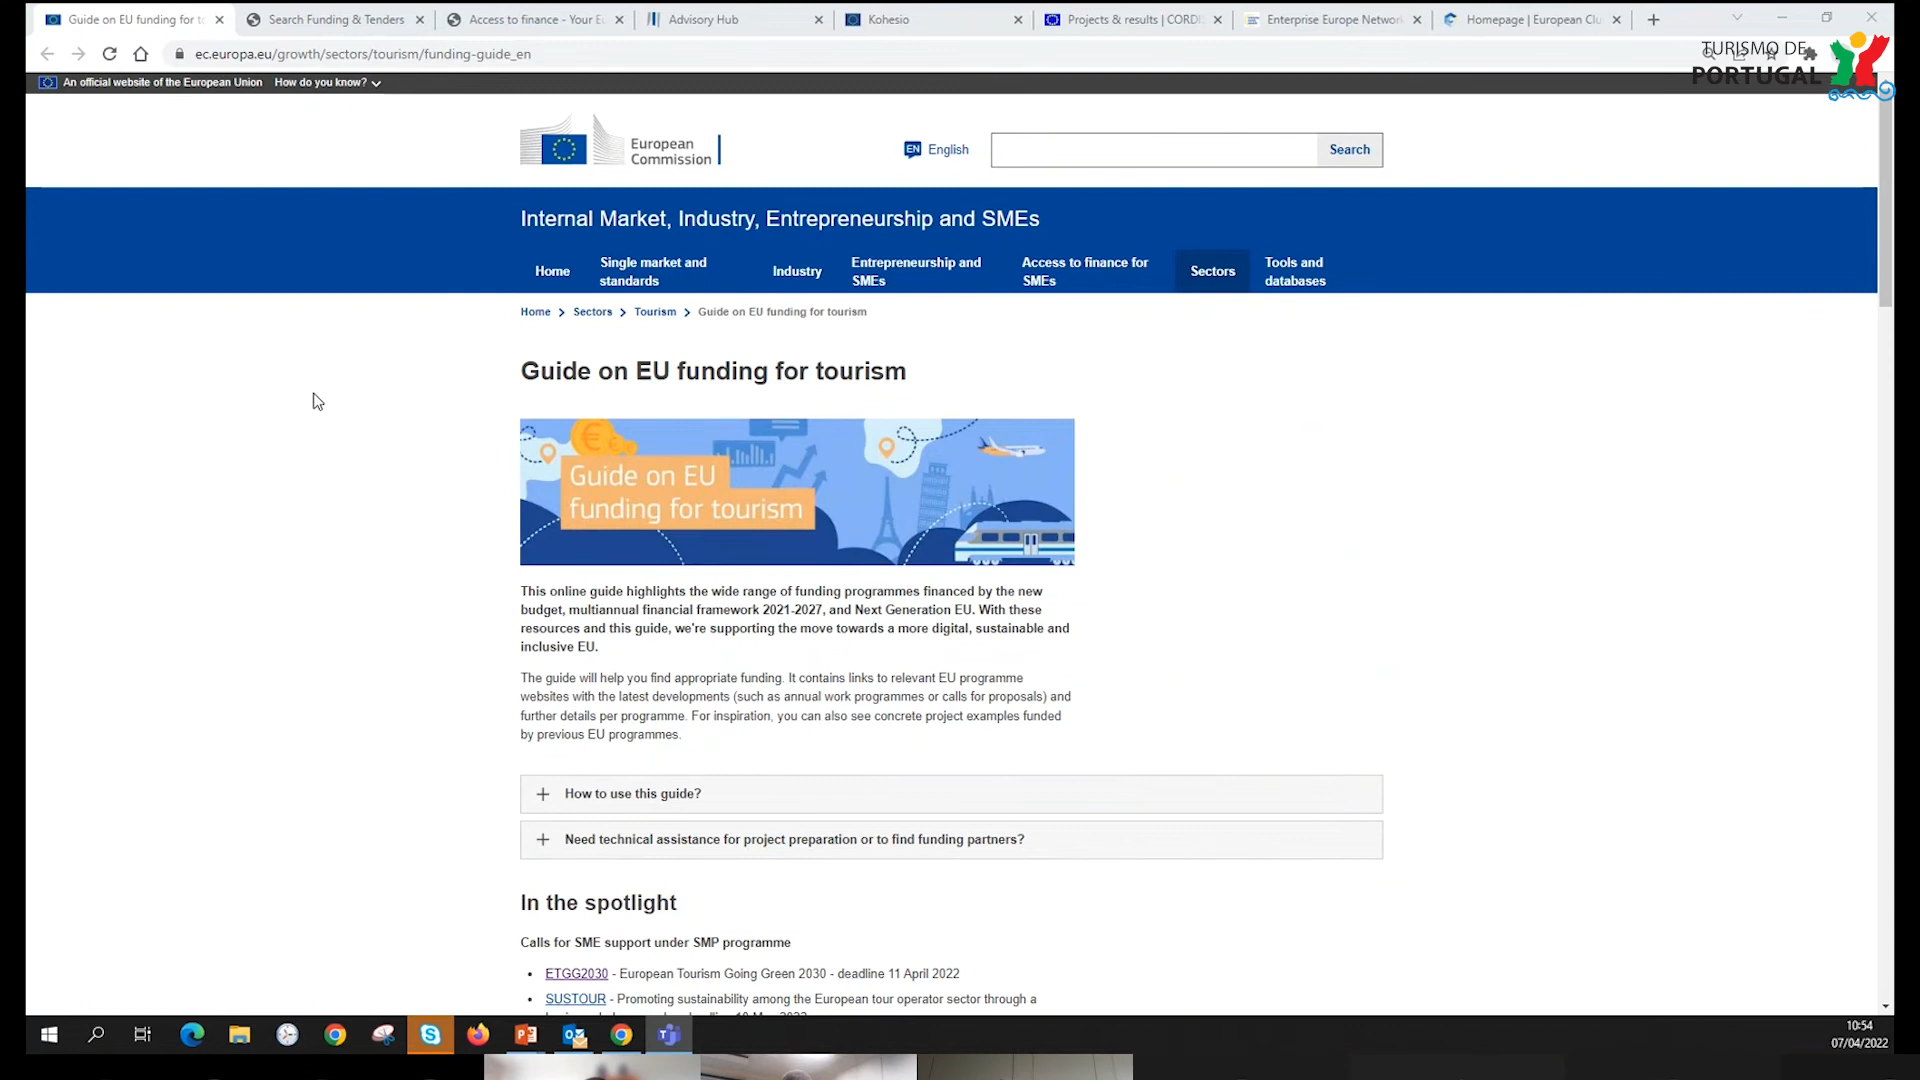 Guide on EU funding for to
Search Funding & Tenders
Access to finance - Your Eu
Advisory Hub
Kohesio
Projects & results | CORDI
Enterprise Europe Network
Homepage | European Clu
ec.europa.eu/growth/sectors/tourism/funding-guide_en
TURISMO DE
PORTUGAL
An official website of the European Union How do you know?
European
Commission
EN English
Search
Internal Market, Industry, Entrepreneurship and SMEs
Home
Single market and
standards
Industry
Entrepreneurship and
SMEs
Access to finance for
SMEs
Sectors
Tools and
databases
Home > Sectors > Tourism > Guide on EU funding for tourism
Guide on EU funding for tourism
Guide on EU
funding for tourism
This online guide highlights the wide range of funding programmes financed by the new
budget, multiannual financial framework 2021-2027, and Next Generation EU. With these
resources and this guide, we're supporting the move towards a more digital, sustainable and
inclusive EU.
The guide will help you find appropriate funding. It contains links to relevant EU programme
websites with the latest developments (such as annual work programmes or calls for proposals) and
further details per programme. For inspiration, you can also see concrete project examples funded
by previous EU programmes.
How to use this guide?
Need technical assistance for project preparation or to find funding partners?
In the spotlight
Calls for SME support under SMP programme
• ETGG2030 - European Tourism Going Green 2030 - deadline 11 April 2022
• SUSTOUR - Promoting sustainability among the European tour operator sector through a
10:54
07/04/2022